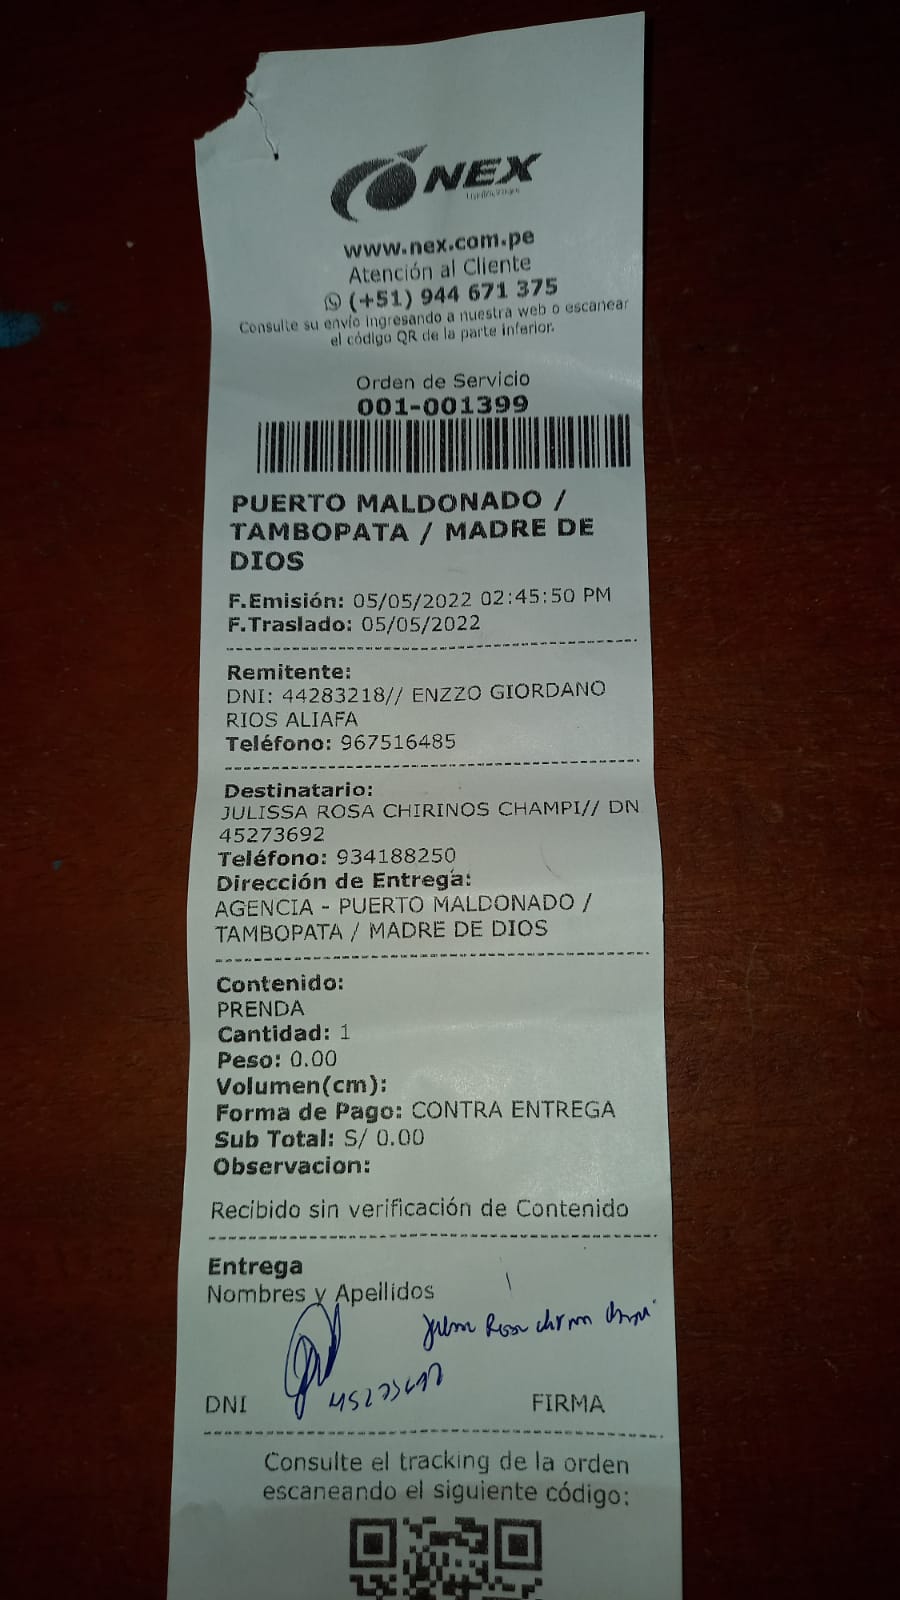 NEX
www.nex.com.pe
Atención al Cliente
(+51) 944 671 375
Consulte su envío ingresando a nuestra web o escanear
el código QR de la parte inferior.
Orden de Servicio
001-001399
PUERTO MALDONADO /
TAMBOPATA / MADRE DE
DIOS
F.Emisión: 05/05/2022 02:45:50 PM
F.Traslado: 05/05/2022
Remitente:
DNI: 44283218// ENZZO GIORDANO
RIOS ALIAFA
Teléfono: 967516485
Destinatario:
JULISSA ROSA CHIRINOS CHAMPI// DN
45273692
Teléfono: 934188250
Dirección de Entrega:
AGENCIA - PUERTO MALDONADO /
TAMBOPATA / MADRE DE DIOS
Contenido:
PRENDA
Cantidad: 1
Peso: 0.00
Volumen(cm):
Forma de Pago: CONTRA ENTREGA
Sub Total: S/ 0.00
Observacion:
Recibido sin verificación de Contenido
Entrega
Nombres y Apellidos
Rosa
DNI FIRMA
Consulte el tracking de la orden
escaneando el siguiente código: